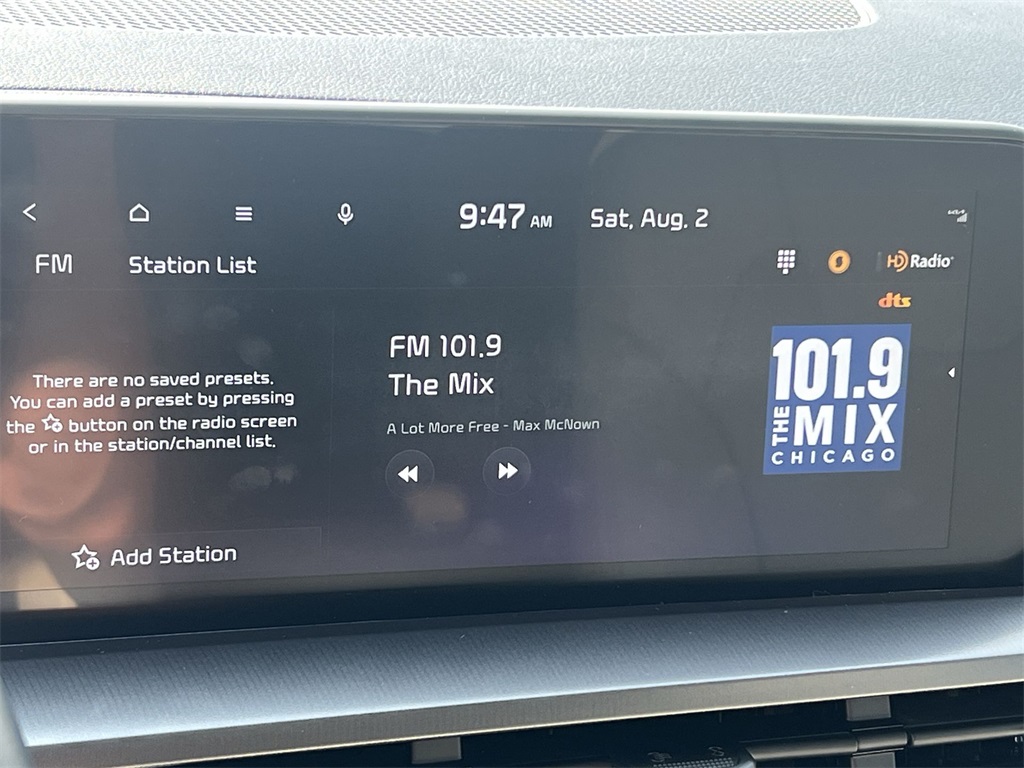 9:47 AM Sat, Aug. 2
FM Station List
HD Radio
dts
FM 101.9
The Mix
A Lot More Free - Max McNown
There are no saved presets.
You can add a preset by pressing
the button on the radio screen
or in the station/channel list.
Add Station
101.9
THE MIX
CHICAGO